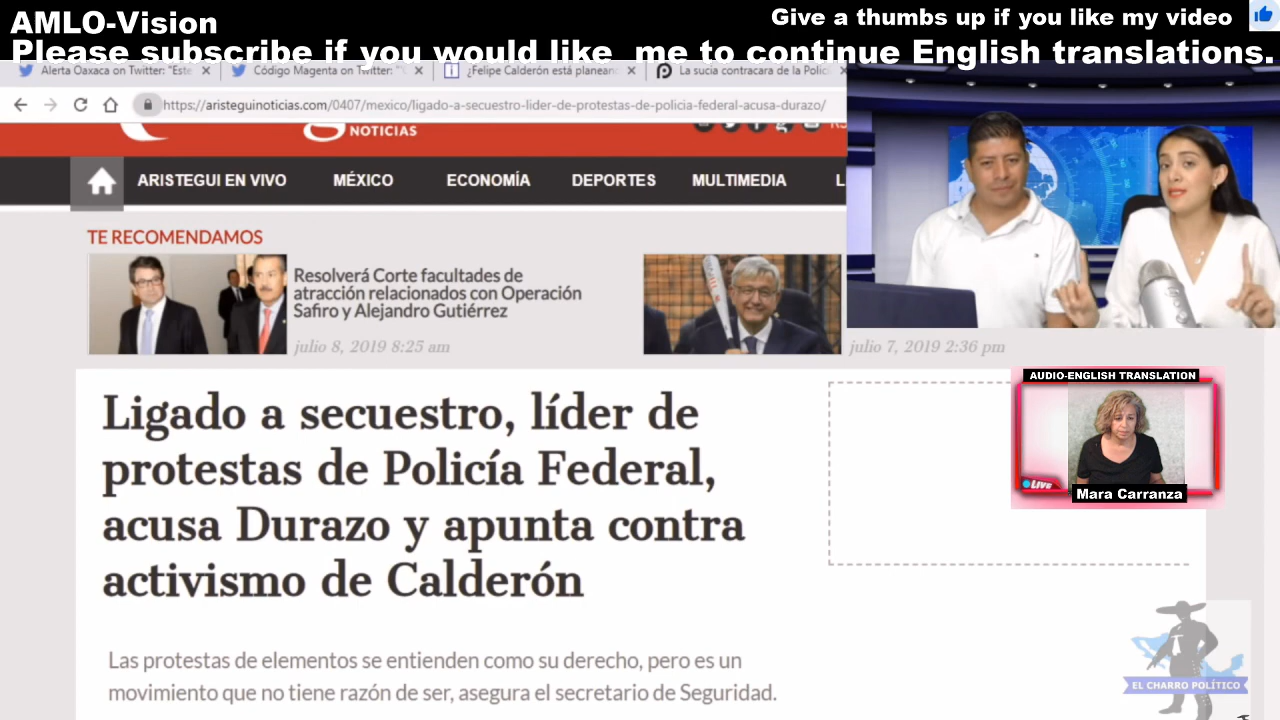 AMLO-Vision
Give a thumbs up if you like my video
Please subscribe if you would like me to continue English translations.
Alerta Oaxaca on Twitter: "Este
Código Magenta on Twitter: "
¿Felipe Calderón está planean
La sucia contracara de la Polic
https://aristeguinoticias.com/0407/mexico/ligado-a-secuestro-lider-de-protestas-de-policia-federal-acusa-durazo/
NOTICIAS
ARISTEGUI EN VIVO MÉXICO ECONOMÍA DEPORTES MULTIMEDIA L
TE RECOMENDAMOS
Resolverá Corte facultades de
atracción relacionados con Operación
Safiro y Alejandro Gutiérrez
julio 8, 2019 8:25 am
julio 7, 2019 2:36 pm
AUDIO-ENGLISH TRANSLATION
LIVE
Mara Carranza
Ligado a secuestro, líder de
protestas de Policía Federal,
acusa Durazo y apunta contra
activismo de Calderón
Las protestas de elementos se entienden como su derecho, pero es un
movimiento que no tiene razón de ser, asegura el secretario de Seguridad.
EL CHARRO POLÍTICO